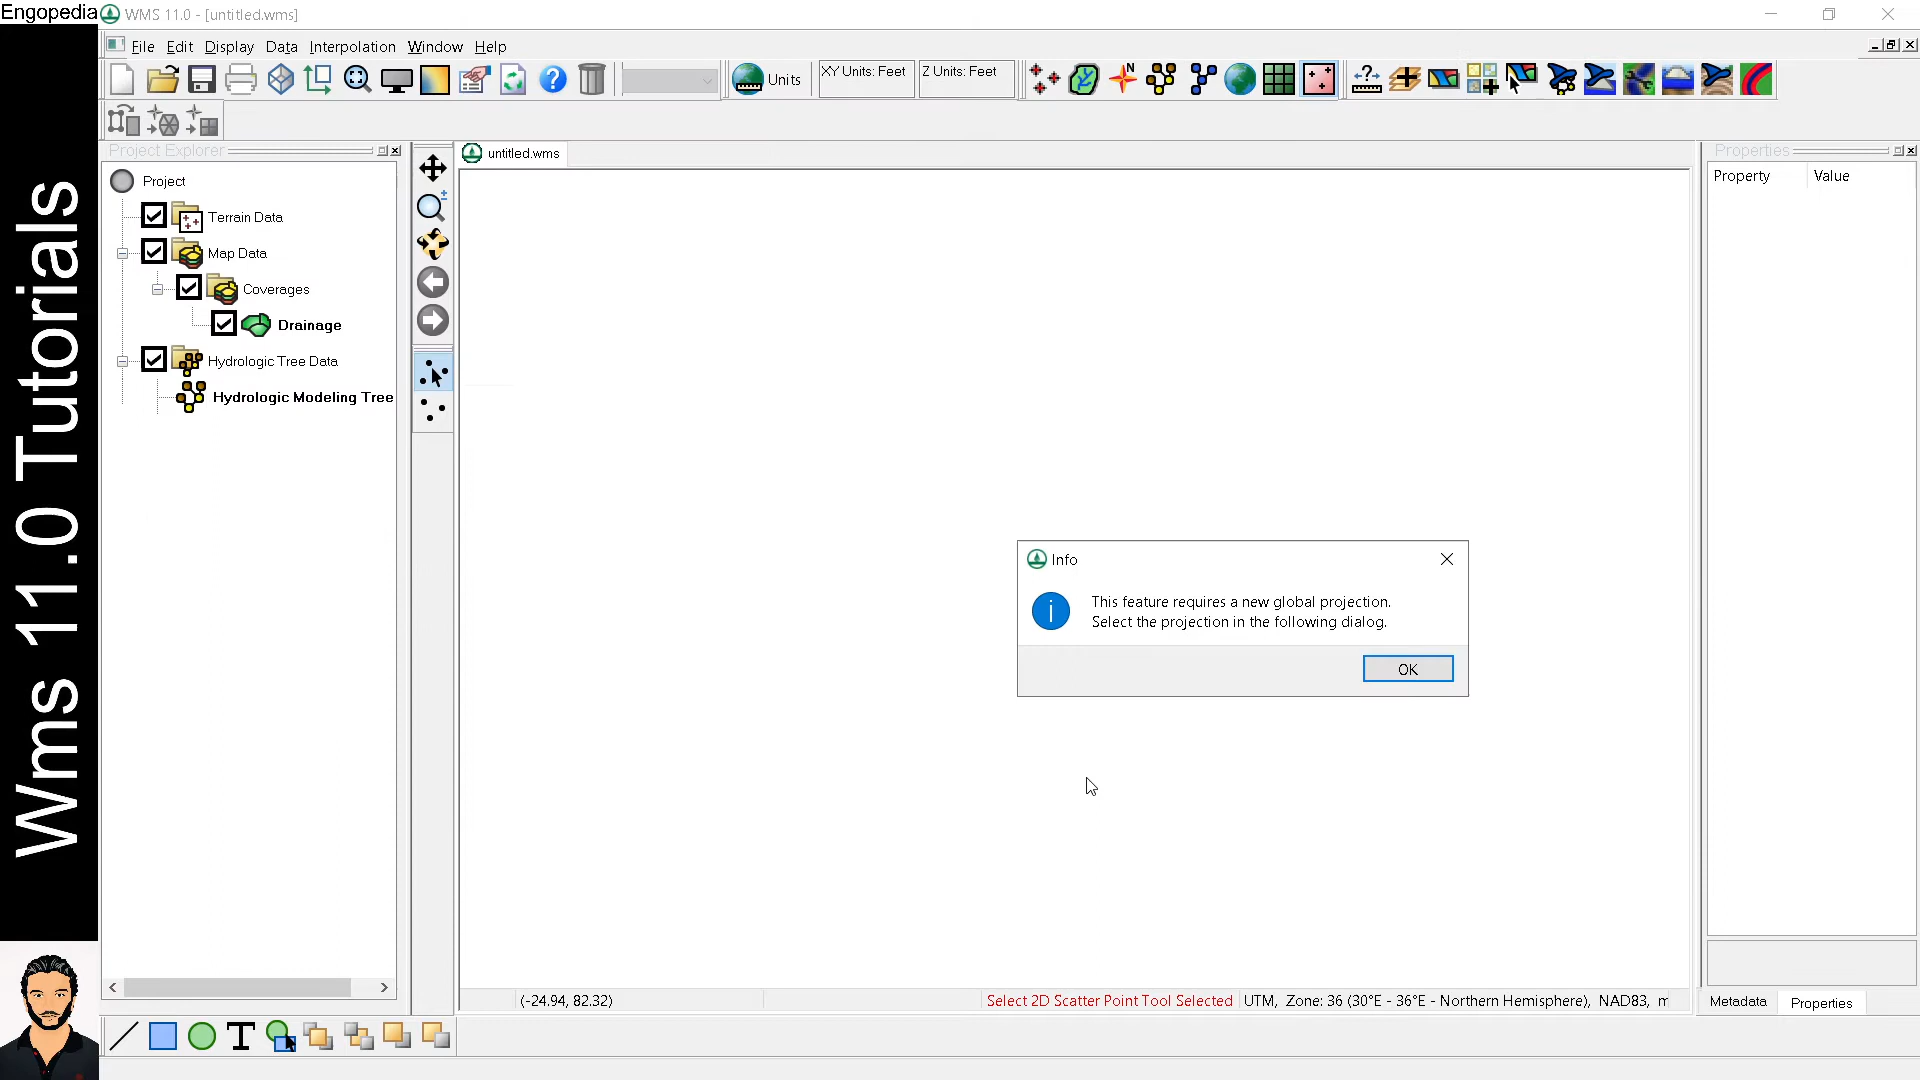 Engopedia
WMS 11.0 - [untitled.wms]
File Edit Display Data Interpolation Window Help
Units
XY Units: Feet
Z Units: Feet
Project Explorer
untitled.wms
Properties
Project
Property Value
Terrain Data
Map Data
Coverages
Drainage
Hydrologic Tree Data
Hydrologic Modeling Tree
Wms 11.0 Tutorials
Info
This feature requires a new global projection.
Select the projection in the following dialog.
OK
(-24.94, 82.32)
Select 2D Scatter Point Tool Selected
UTM, Zone: 36 (30°E - 36°E - Northern Hemisphere), NAD83, m
Metadata
Properties